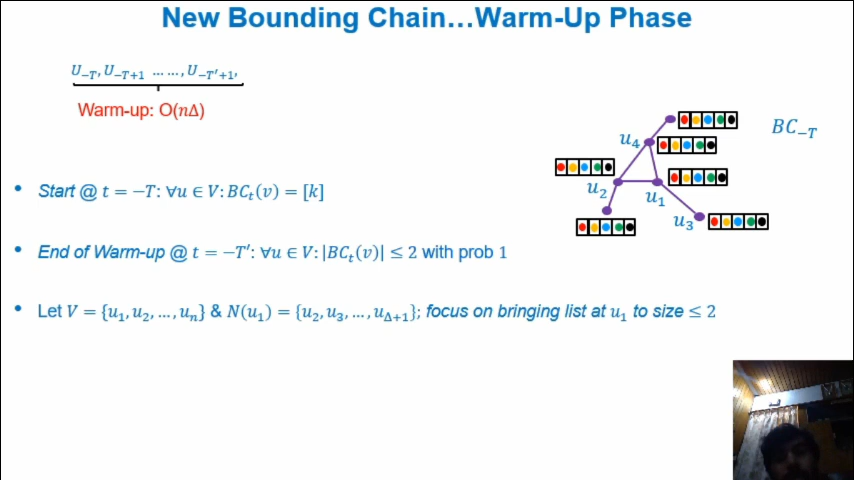 New Bounding Chain...Warm-Up Phase
U₋T, U₋T₊₁ ......, U₋T′₊₁,
Warm-up: O(nΔ)
BC₋T
u₄
u₂
u₁
u₃
• Start @ t = −T: ∀u ∈ V: BCₜ(v) = [k]
• End of Warm-up @ t = −T′: ∀u ∈ V: |BCₜ(v)| ≤ 2 with prob 1
• Let V = {u₁, u₂, ..., uₙ} & N(u₁) = {u₂, u₃, ..., u_{Δ+1}}; focus on bringing list at u₁ to size ≤ 2